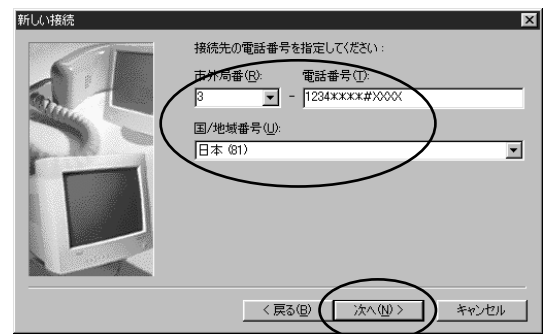 新しい接続
接続先の電話番号を指定してください:
市外局番(R): 電話番号(T):
3 - 1234****#XXXX
国/地域番号(U):
日本 (81)
< 戻る(B) 次へ(N) > キャンセル